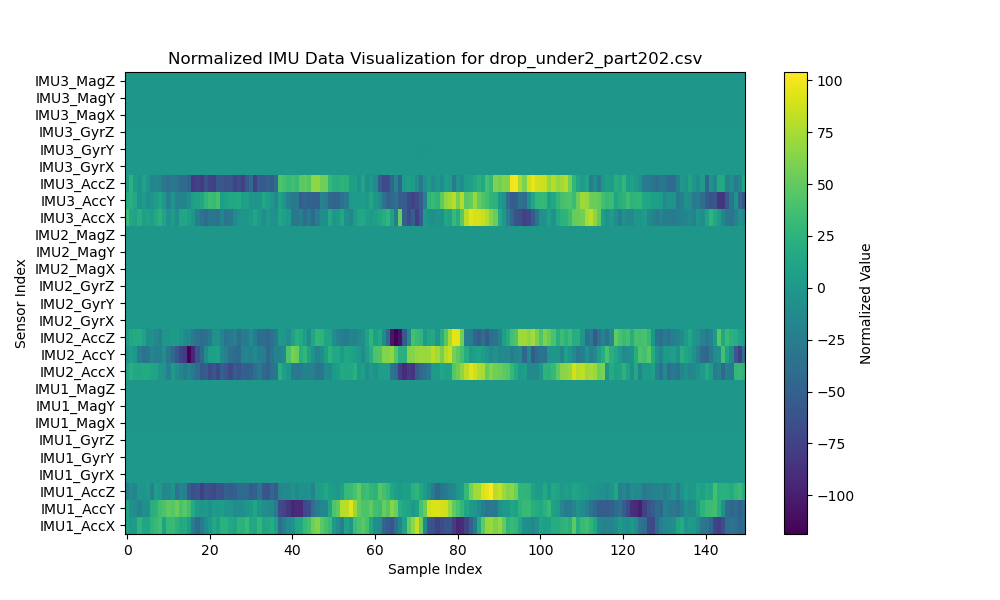 Normalized IMU Data Visualization for drop_under2_part202.csv
Sensor Index
IMU3_MagZ
IMU3_MagY
IMU3_MagX
IMU3_GyrZ
IMU3_GyrY
IMU3_GyrX
IMU3_AccZ
IMU3_AccY
IMU3_AccX
IMU2_MagZ
IMU2_MagY
IMU2_MagX
IMU2_GyrZ
IMU2_GyrY
IMU2_GyrX
IMU2_AccZ
IMU2_AccY
IMU2_AccX
IMU1_MagZ
IMU1_MagY
IMU1_MagX
IMU1_GyrZ
IMU1_GyrY
IMU1_GyrX
IMU1_AccZ
IMU1_AccY
IMU1_AccX
0 20 40 60 80 100 120 140
Sample Index
100
75
50
25
0
−25
−50
−75
−100
Normalized Value